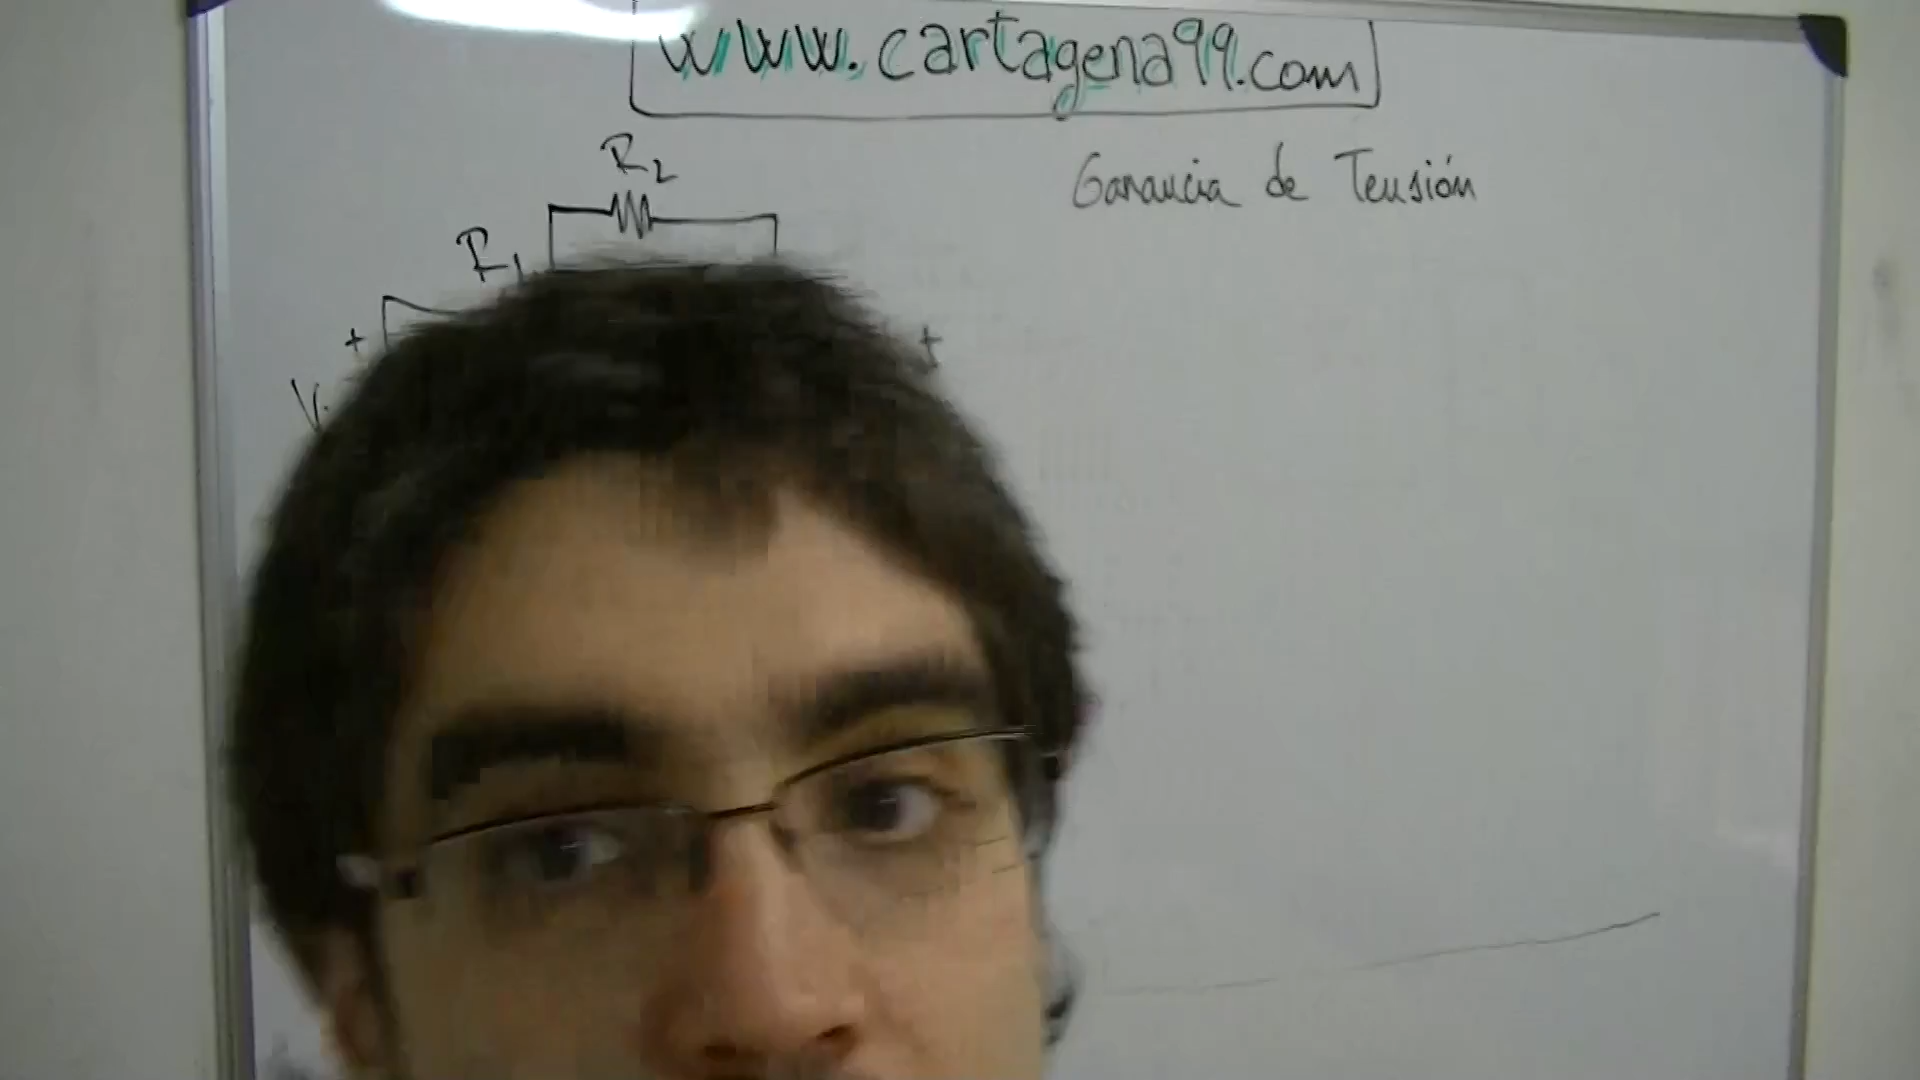 www.cartagena99.com
Ganancia de Tensión
R2
R1
+
+
V